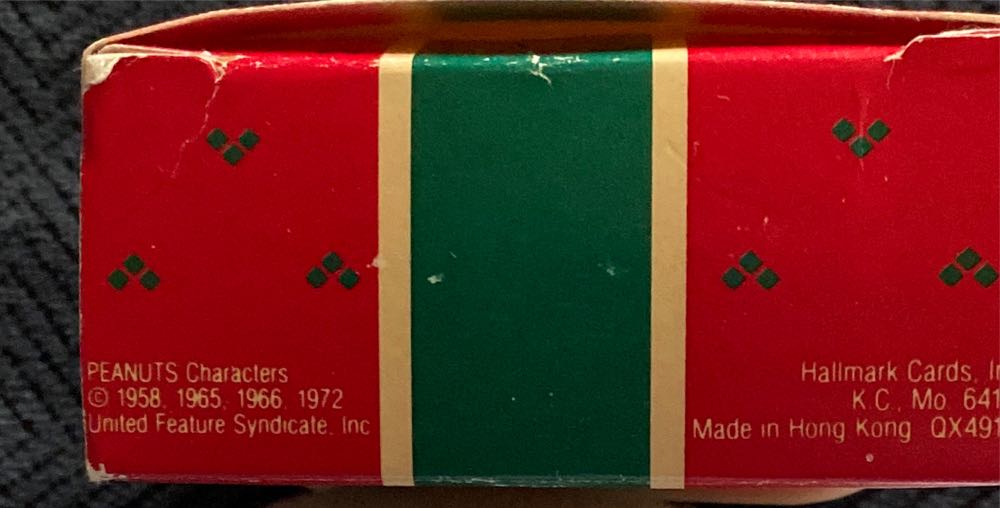 PEANUTS Characters
© 1958, 1965, 1966, 1972
United Feature Syndicate, Inc
Hallmark Cards, I
K.C., Mo. 641
Made in Hong Kong QX491